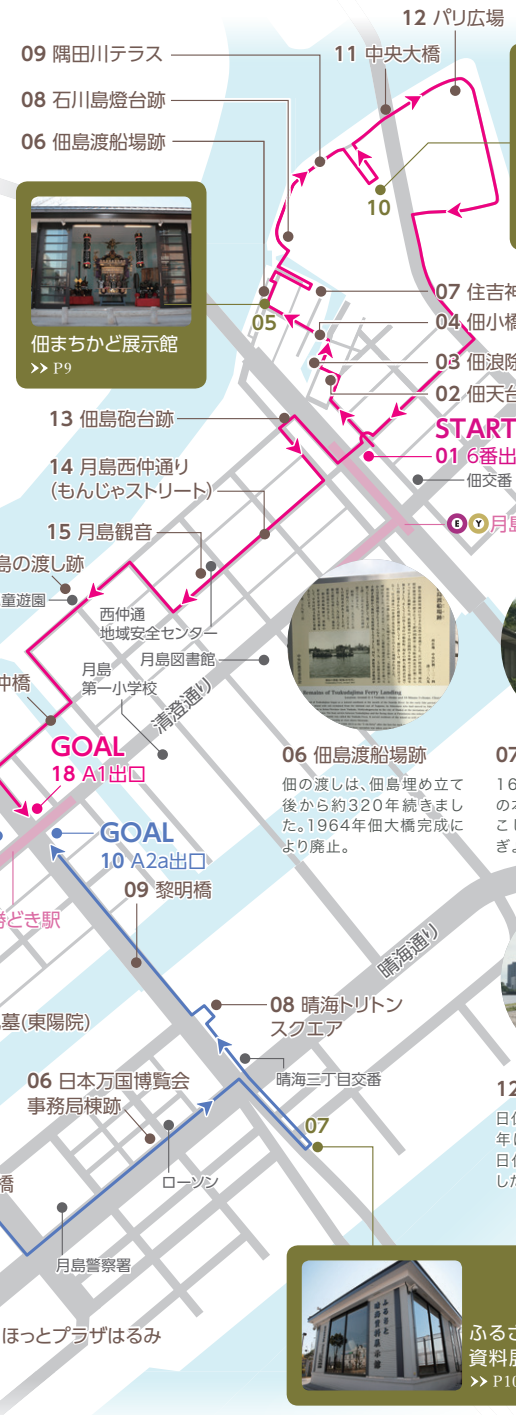 12 パリ広場
09 隅田川テラス
11 中央大橋
08 石川島燈台跡
06 佃島渡船場跡
10
佃まちかど展示館
>> P9
05
07 住吉神
04 佃小橋
03 佃浪除
02 佃天台
START
01 6番出
佃交番
E Y 月島
13 佃島砲台跡
14 月島西仲通り
(もんじゃストリート)
15 月島観音
島の渡し跡
童遊園
西仲通
地域安全センター
月島図書館
月島
第一小学校
清澄通り
仲橋
GOAL
18 A1出口
GOAL
10 A2a出口
どき駅
Remains of Tsukudajima Ferry Landing
06 佃島渡船場跡
佃の渡しは、佃島埋め立て
後から約320年続きまし
た。1964年佃大橋完成に
より廃止。
07
16
の本
こし
ぎ。
09 黎明橋
晴海通り
墓(東陽院)
08 晴海トリトン
スクエア
晴海三丁目交番
06 日本万国博覧会
事務局棟跡
07
ローソン
橋
月島警察署
12
日
年に
日
した
ほっとプラザはるみ
ふるさ
資料展
>> P10